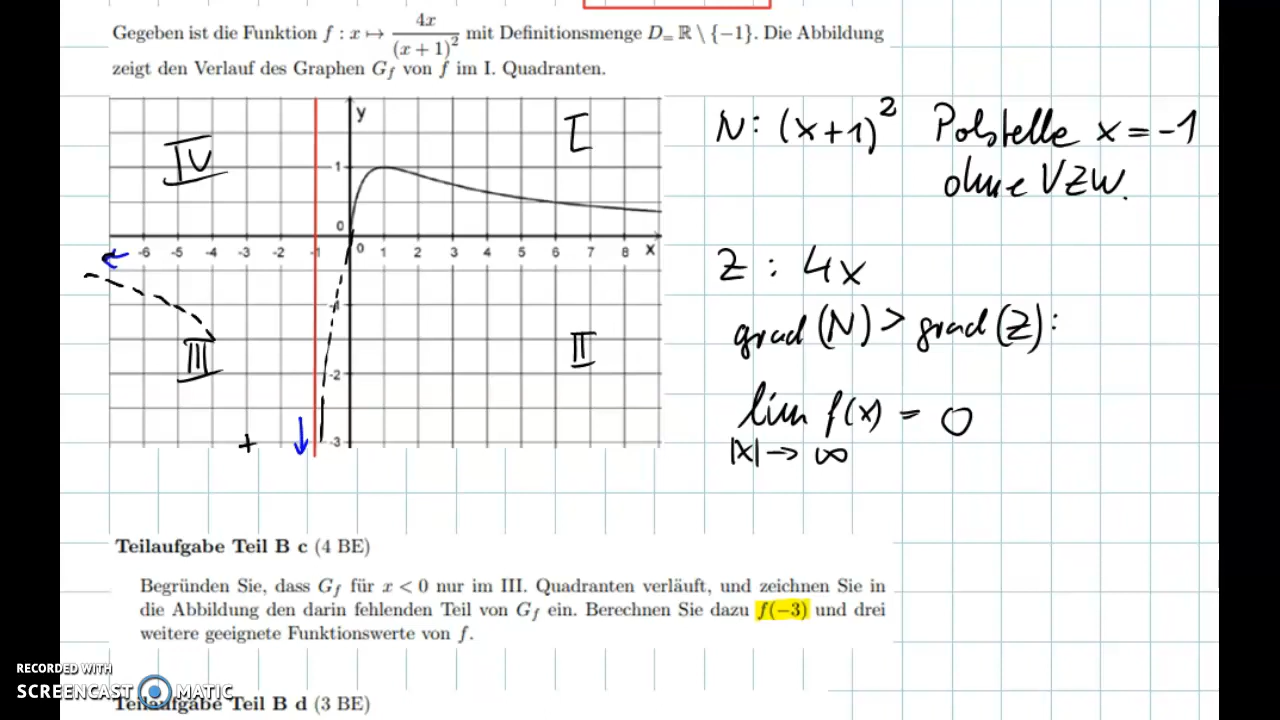 Gegeben ist die Funktion f : x ↦ 4x/(x + 1)² mit Definitionsmenge D₌ ℝ \ {−1}. Die Abbildung
zeigt den Verlauf des Graphen G_f von f im I. Quadranten.
y
IV
I
1
0
-6 -5 -4 -3 -2 -1 0 1 2 3 4 5 6 7 8 x
-1
III
II
-2
+
-3
N: (x+1)² Polstelle x = -1
ohne VZW.
Z : 4x
grad (N) > grad (Z) :
lim f(x) = 0
|x| → ∞
Teilaufgabe Teil B c (4 BE)
Begründen Sie, dass G_f für x < 0 nur im III. Quadranten verläuft, und zeichnen Sie in
die Abbildung den darin fehlenden Teil von G_f ein. Berechnen Sie dazu f(−3) und drei
weitere geeignete Funktionswerte von f.
RECORDED WITH
SCREENCAST MATIC
Teilaufgabe Teil B d (3 BE)